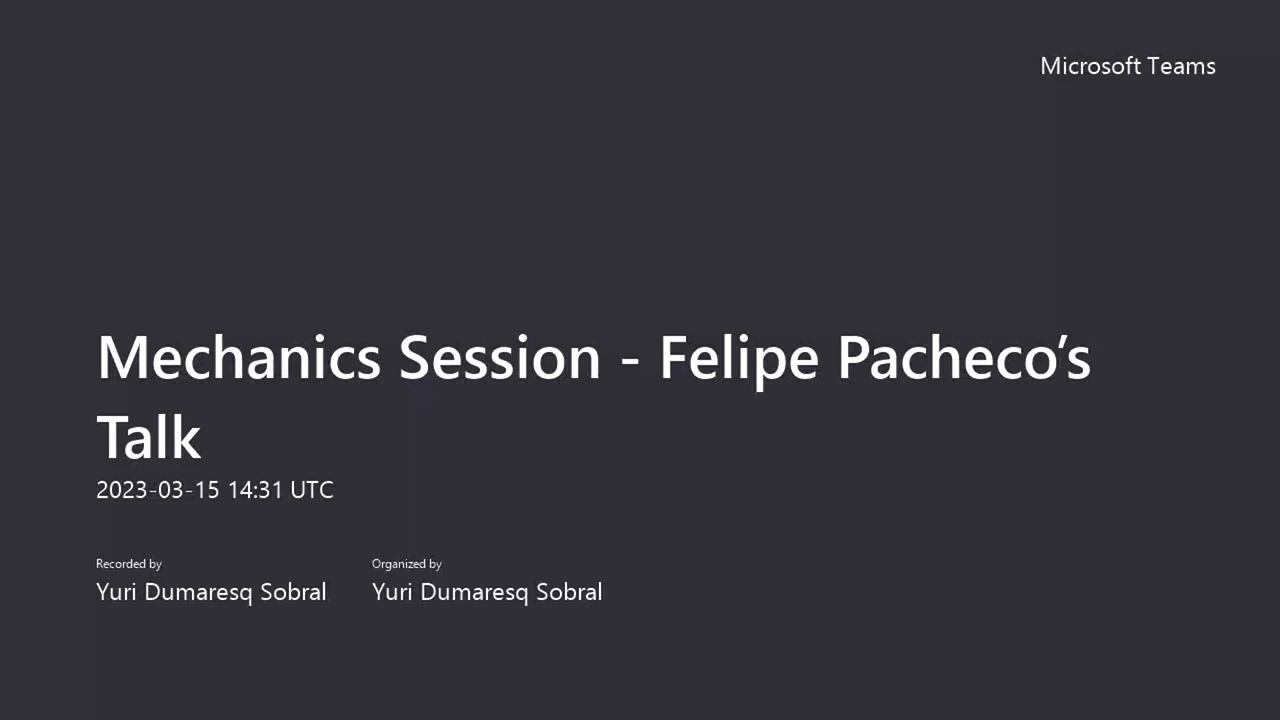 Microsoft Teams
Mechanics Session - Felipe Pacheco’s
Talk
2023-03-15 14:31 UTC
Recorded by
Organized by
Yuri Dumaresq Sobral
Yuri Dumaresq Sobral